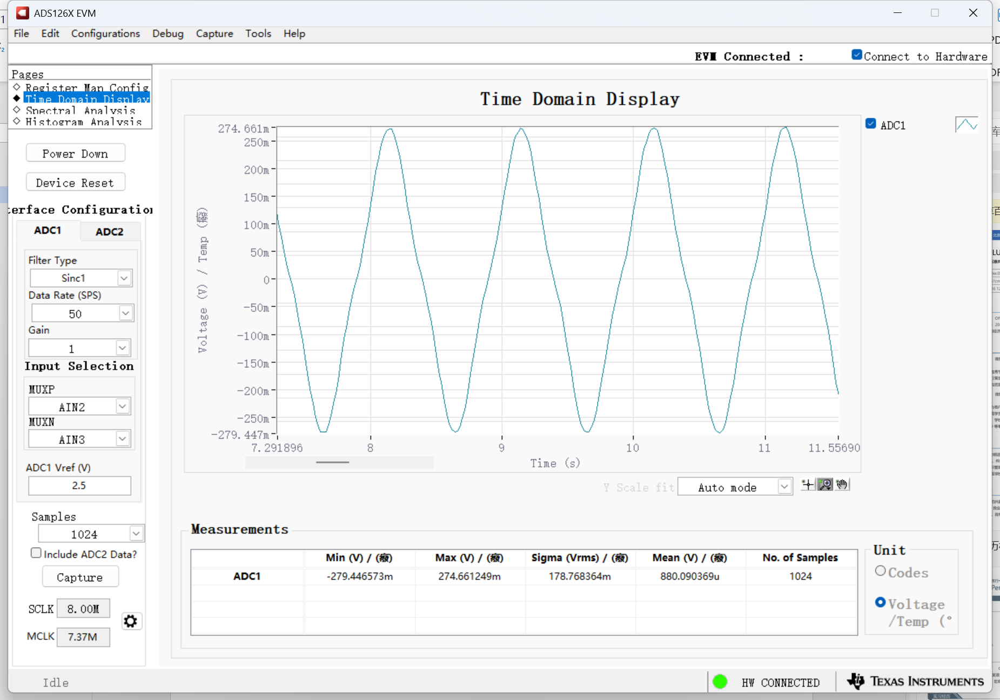 ADS126X EVM
File Edit Configurations Debug Capture Tools Help
EVM Connected :
Connect to Hardware
Pages
Register Map Config
Time Domain Display
Spectral Analysis
Histogram Analysis
Power Down
Device Reset
terface Configuration
ADC1 ADC2
Filter Type
Sinc1
Data Rate (SPS)
50
Gain
1
Input Selection
MUXP
AIN2
MUXN
AIN3
ADC1 Vref (V)
2.5
Samples
1024
Include ADC2 Data?
Capture
SCLK 8.00M
MCLK 7.37M
Time Domain Display
ADC1
Voltage (V) / Temp (癈)
274.661m
250m
200m
150m
100m
50m
0
-50m
-100m
-150m
-200m
-250m
-279.447m
7.291896 8 9 10 11 11.55690
Time (s)
Y Scale fit Auto mode
Measurements
Min (V) / (癈) Max (V) / (癈) Sigma (Vrms) / (癈) Mean (V) / (癈) No. of Samples
ADC1 -279.446573m 274.661249m 178.768364m 880.090369u 1024
Unit
Codes
Voltage
/Temp (°
Idle
HW CONNECTED
TEXAS INSTRUMENTS